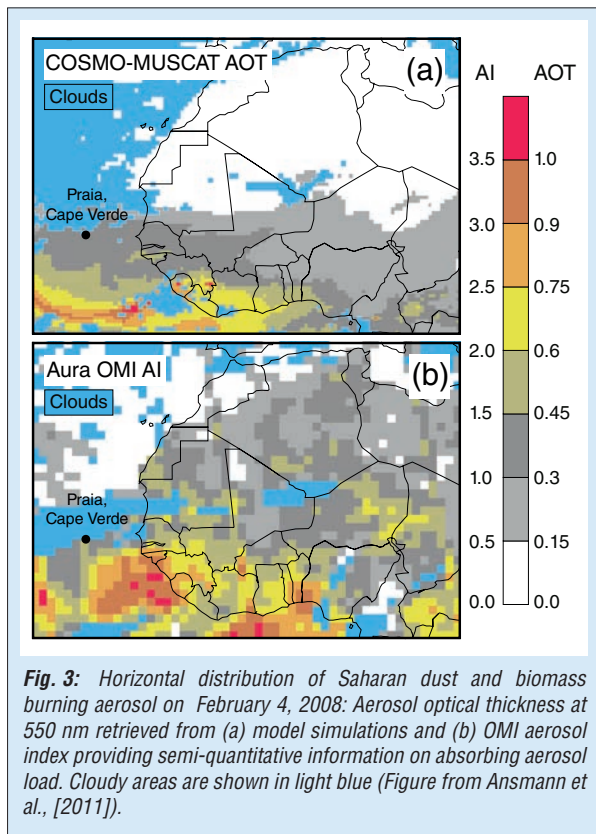 COSMO-MUSCAT AOT
(a)
Clouds
Praia,
Cape Verde
Aura OMI AI
(b)
Clouds
Praia,
Cape Verde
AI AOT
3.5 1.0
3.0 0.9
2.5 0.75
2.0 0.6
1.5 0.45
1.0 0.3
0.5 0.15
0.0 0.0
Fig. 3: Horizontal distribution of Saharan dust and biomass
burning aerosol on February 4, 2008: Aerosol optical thickness at
550 nm retrieved from (a) model simulations and (b) OMI aerosol
index providing semi-quantitative information on absorbing aerosol
load. Cloudy areas are shown in light blue (Figure from Ansmann et
al., [2011]).